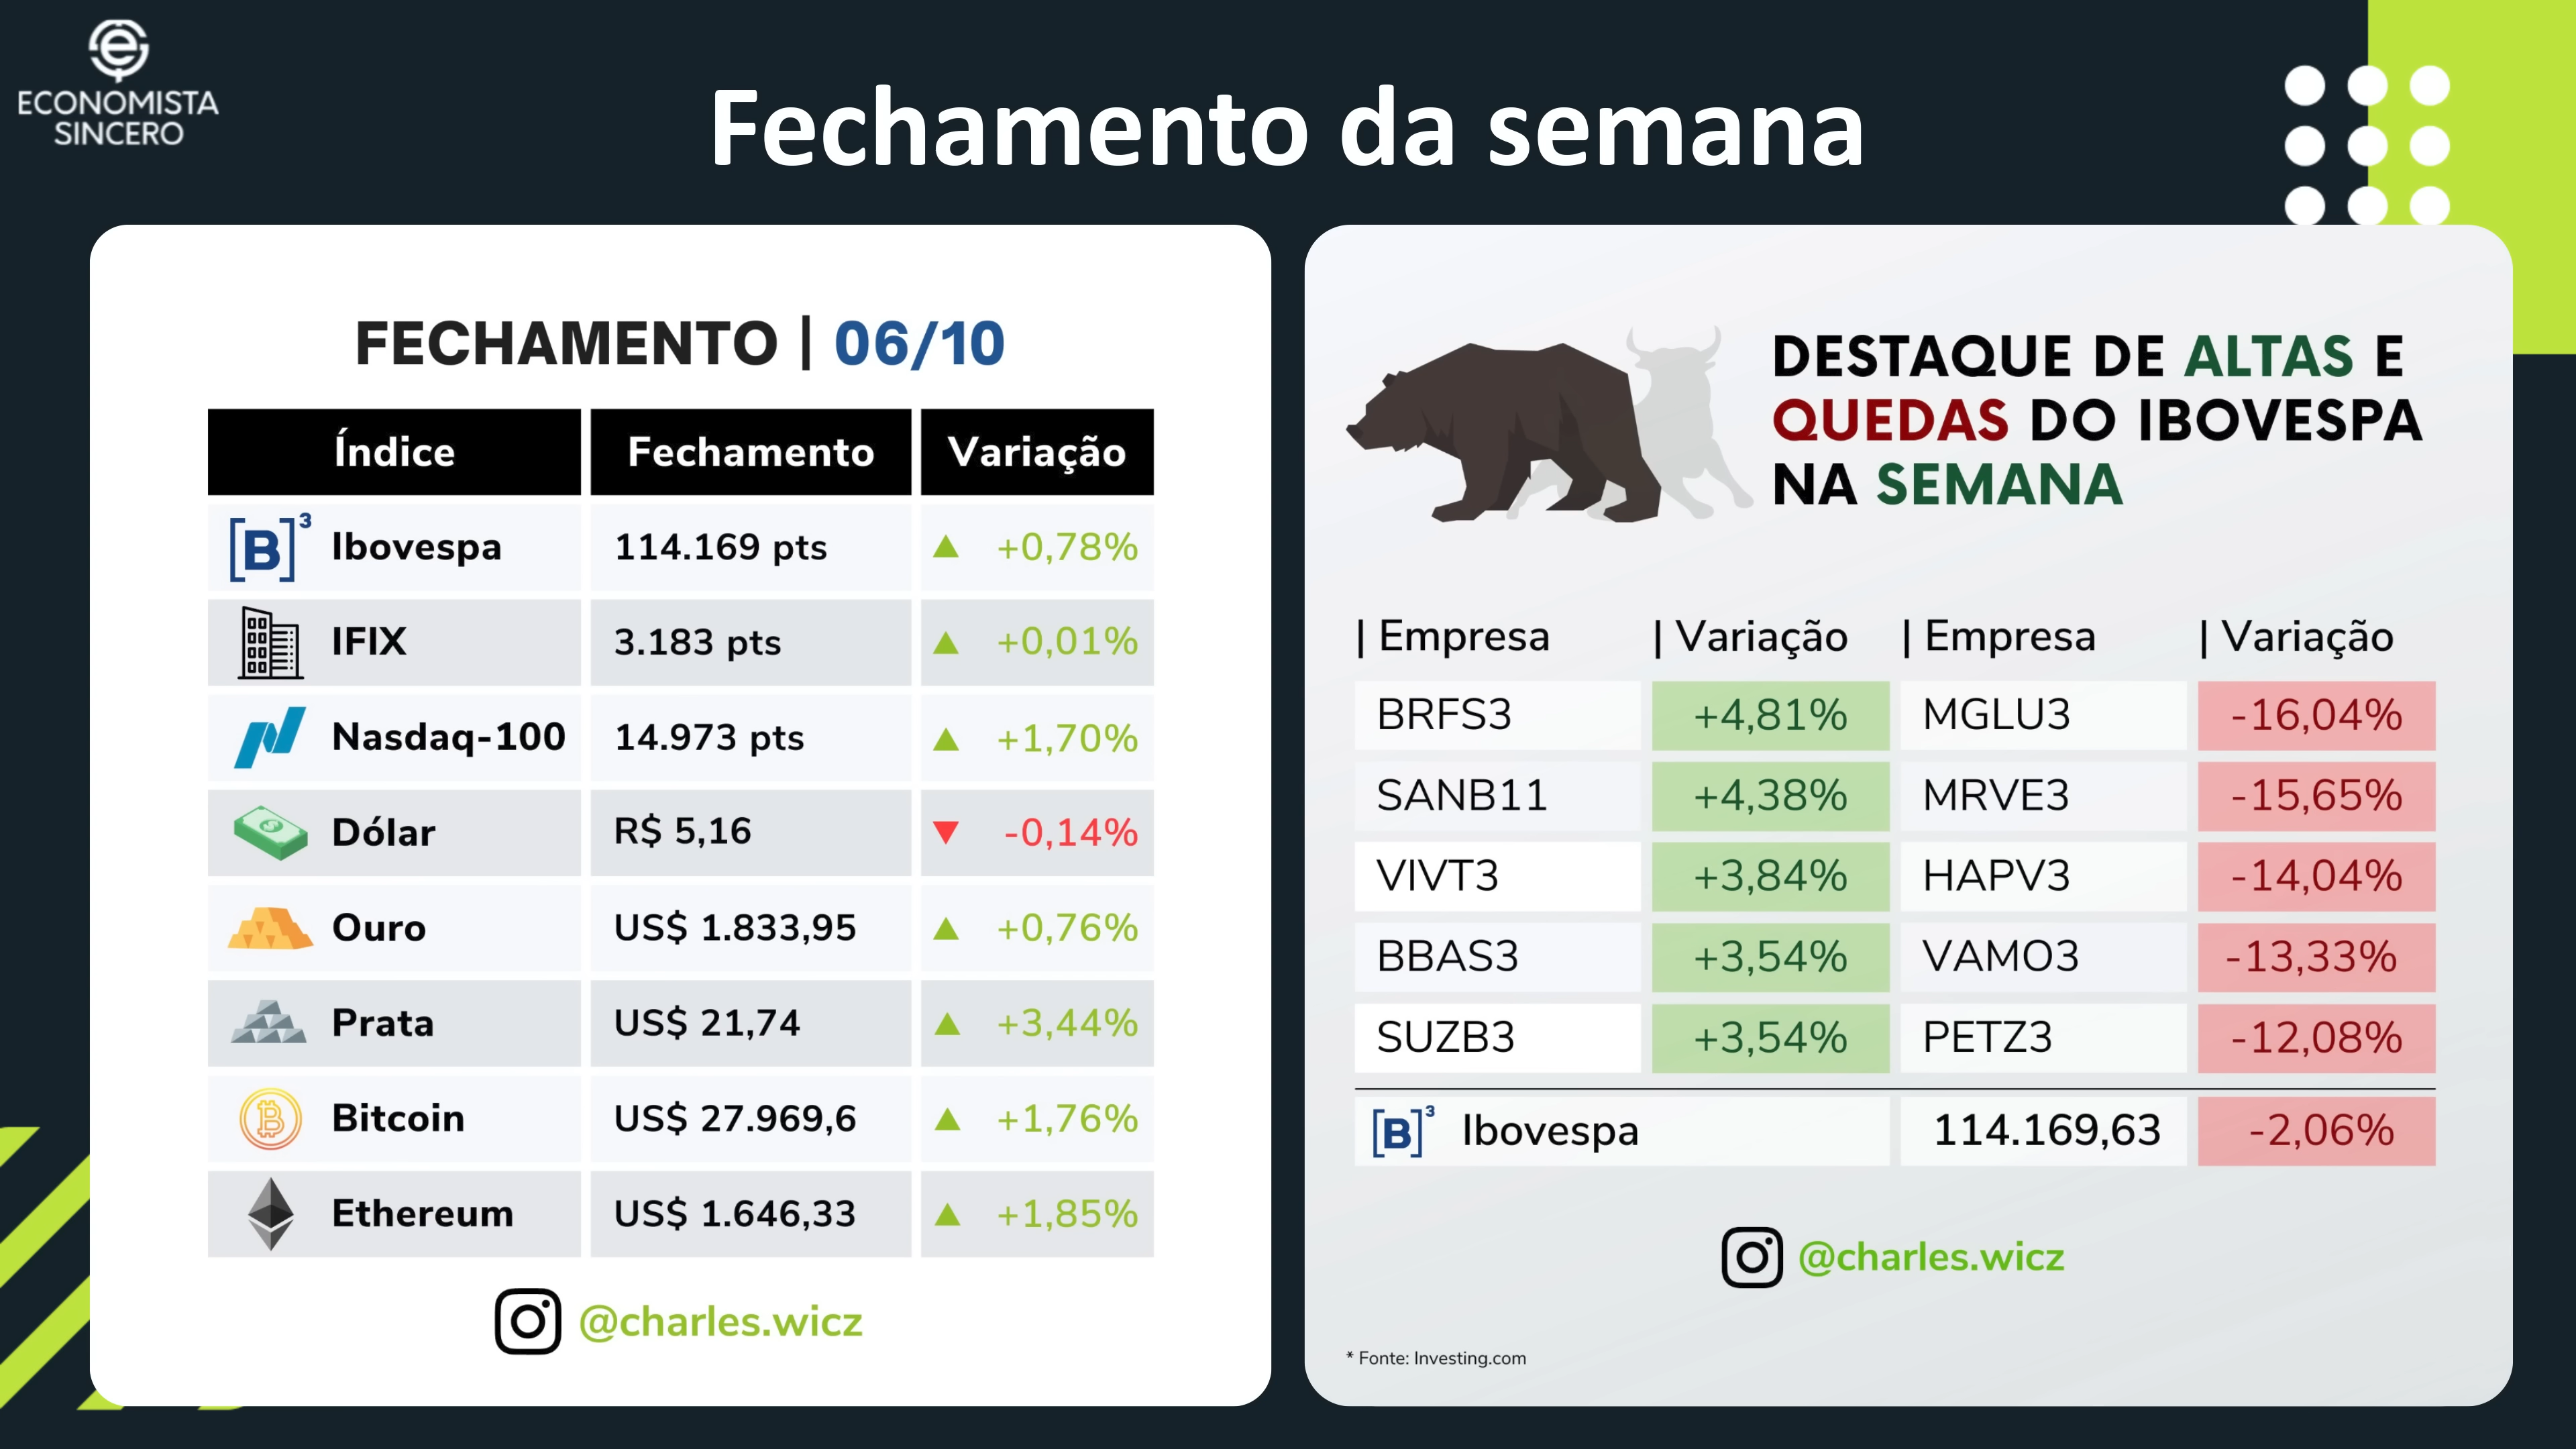 ECONOMISTA
SINCERO
Fechamento da semana
FECHAMENTO | 06/10
Índice Fechamento Variação
[B]³ Ibovespa 114.169 pts +0,78%
IFIX 3.183 pts +0,01%
Nasdaq-100 14.973 pts +1,70%
Dólar R$ 5,16 -0,14%
Ouro US$ 1.833,95 +0,76%
Prata US$ 21,74 +3,44%
Bitcoin US$ 27.969,6 +1,76%
Ethereum US$ 1.646,33 +1,85%
@charles.wicz
DESTAQUE DE ALTAS E
QUEDAS DO IBOVESPA
NA SEMANA
| Empresa | Variação | Empresa | Variação
BRFS3 +4,81% MGLU3 -16,04%
SANB11 +4,38% MRVE3 -15,65%
VIVT3 +3,84% HAPV3 -14,04%
BBAS3 +3,54% VAMO3 -13,33%
SUZB3 +3,54% PETZ3 -12,08%
[B]³ Ibovespa 114.169,63 -2,06%
@charles.wicz
* Fonte: Investing.com